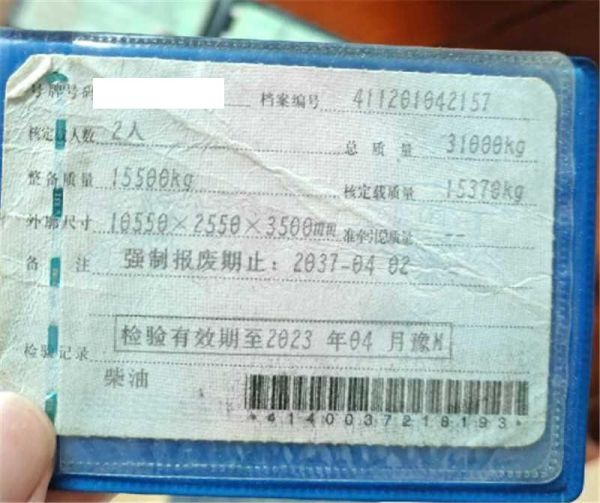 号牌号码 档案编号 411201042157
核定载人数 2人 总质量 31000kg
整备质量 15500kg 核定载质量 15370kg
外廓尺寸 10550×2550×3500mm 准牵引总质量 --
备注 强制报废期止：2037-04 02
检验记录 检验有效期至2023 年04 月豫M
柴油
*4140037218193*